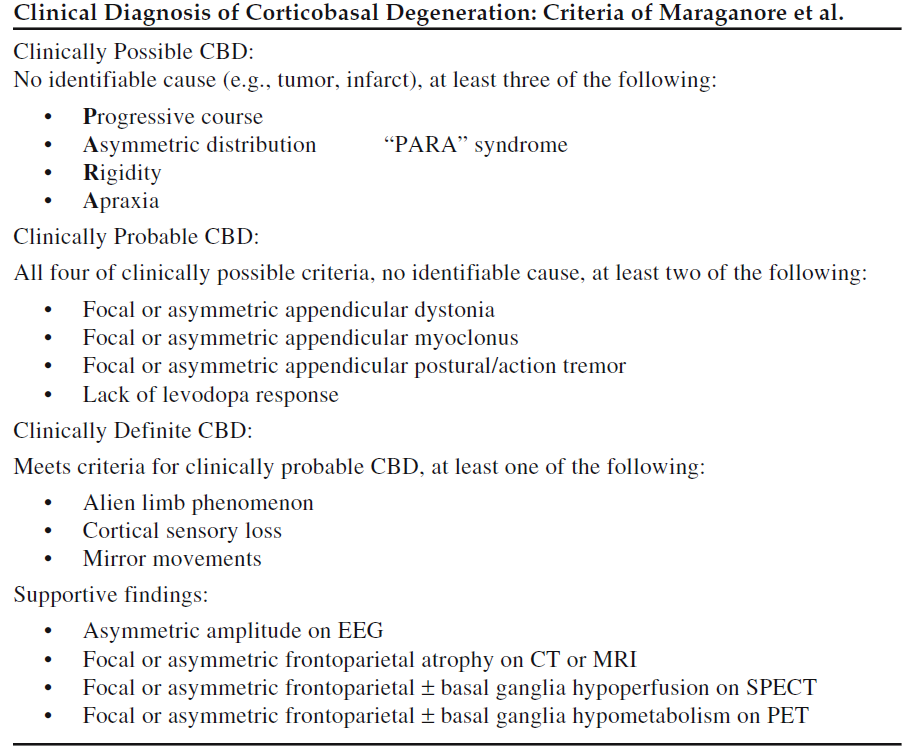 Clinical Diagnosis of Corticobasal Degeneration: Criteria of Maraganore et al.
Clinically Possible CBD:
No identifiable cause (e.g., tumor, infarct), at least three of the following:
• Progressive course
• Asymmetric distribution “PARA” syndrome
• Rigidity
• Apraxia
Clinically Probable CBD:
All four of clinically possible criteria, no identifiable cause, at least two of the following:
• Focal or asymmetric appendicular dystonia
• Focal or asymmetric appendicular myoclonus
• Focal or asymmetric appendicular postural/action tremor
• Lack of levodopa response
Clinically Definite CBD:
Meets criteria for clinically probable CBD, at least one of the following:
• Alien limb phenomenon
• Cortical sensory loss
• Mirror movements
Supportive findings:
• Asymmetric amplitude on EEG
• Focal or asymmetric frontoparietal atrophy on CT or MRI
• Focal or asymmetric frontoparietal ± basal ganglia hypoperfusion on SPECT
• Focal or asymmetric frontoparietal ± basal ganglia hypometabolism on PET